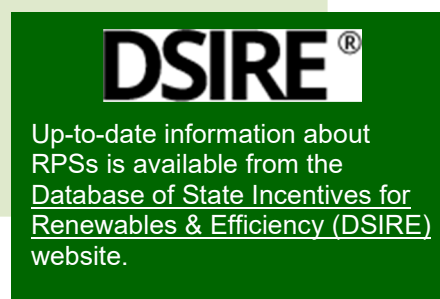 DSIRE®
Up-to-date information about
RPSs is available from the
Database of State Incentives for
Renewables & Efficiency (DSIRE)
website.